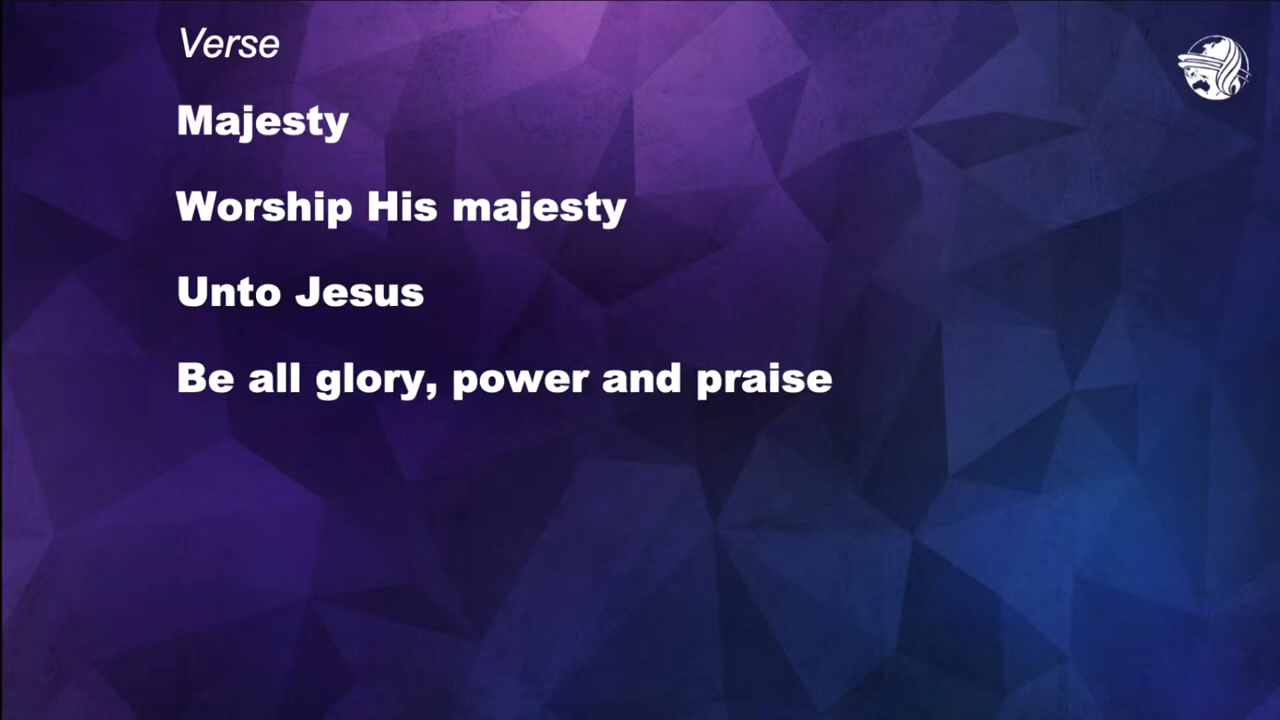 Verse
Majesty
Worship His majesty
Unto Jesus
Be all glory, power and praise